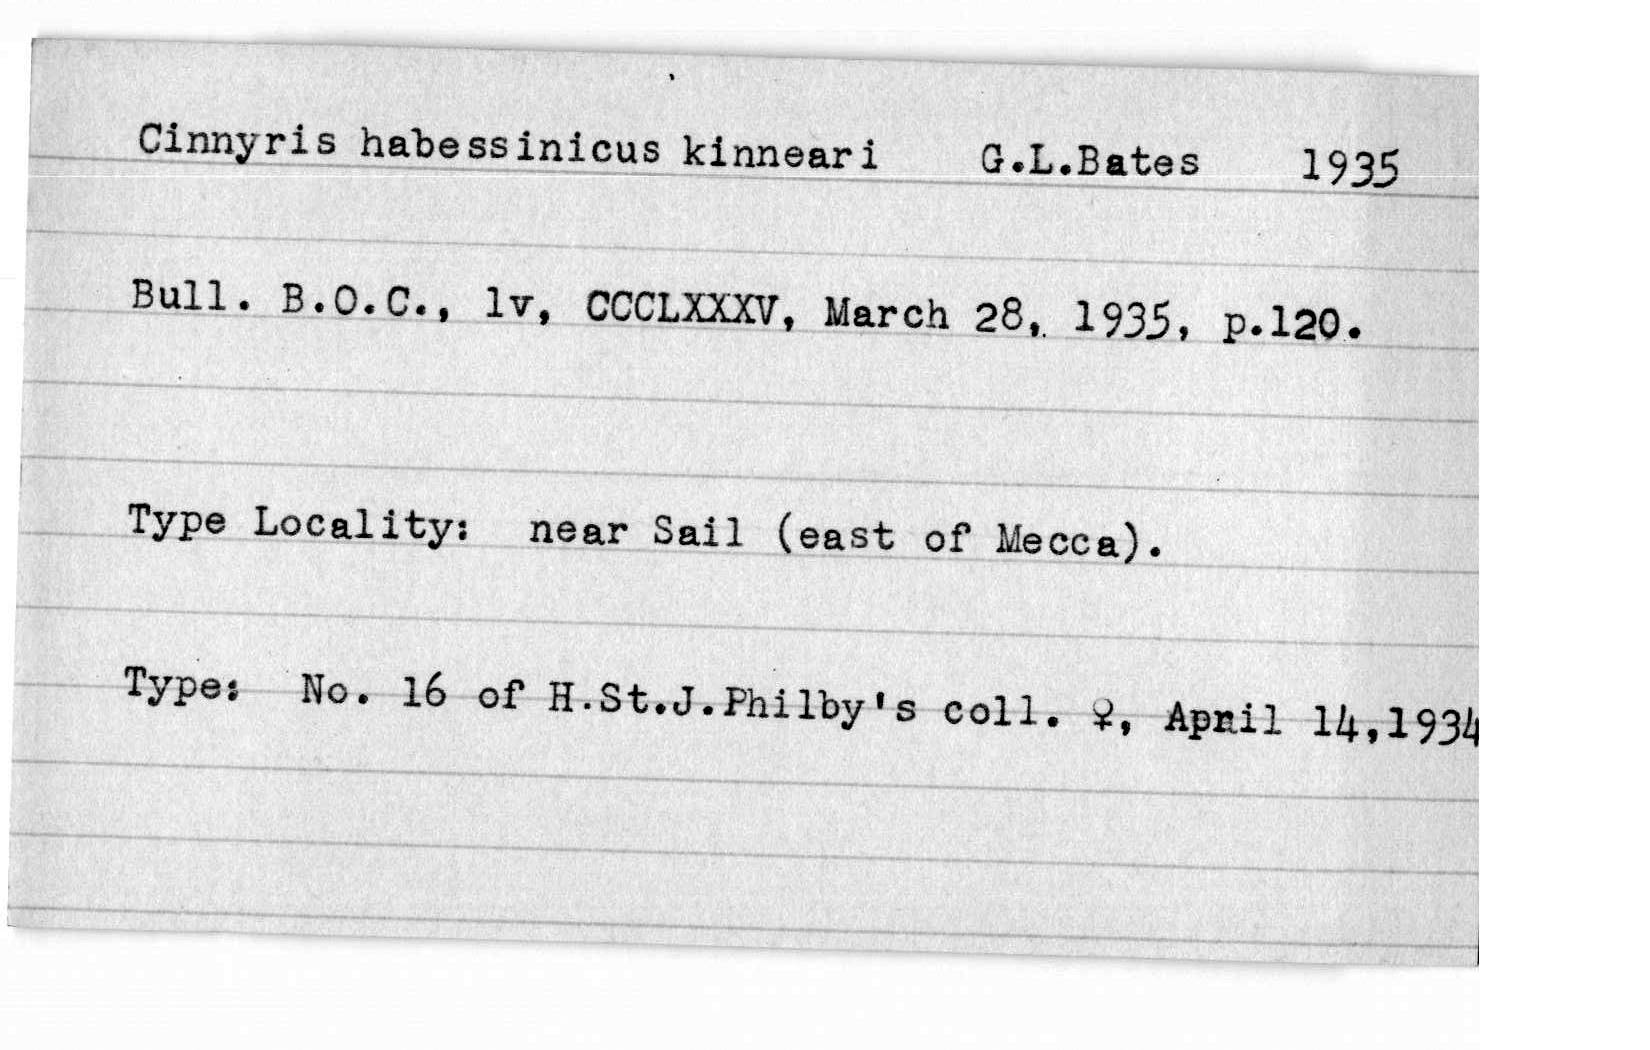 Cinnyris habessinicus kinneari G.L.Bates 1935
Bull. B.O.C., lv, CCCLXXXV, March 28, 1935, p.120.
Type Locality: near Sail (east of Mecca).
Type: No. 16 of H.St.J.Philby's coll. ♀, April 14,1934